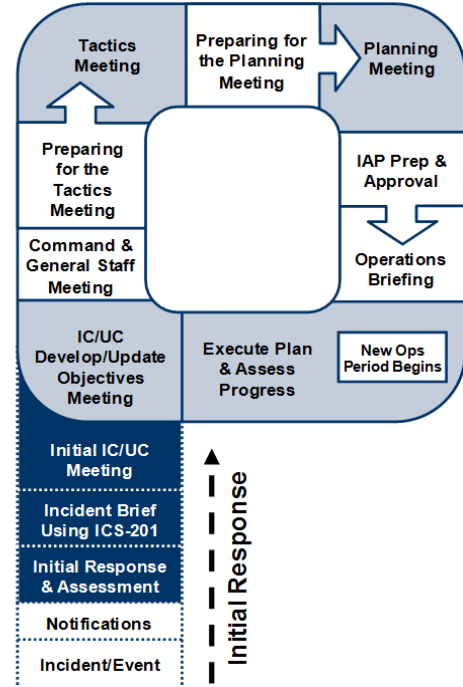 Tactics
Meeting
Preparing for
the Planning
Meeting
Planning
Meeting
Preparing
for the
Tactics
Meeting
IAP Prep &
Approval
Command &
General Staff
Meeting
Operations
Briefing
IC/UC
Develop/Update
Objectives
Meeting
Execute Plan
& Assess
Progress
New Ops
Period Begins
Initial IC/UC
Meeting
Incident Brief
Using ICS-201
Initial Response
& Assessment
Notifications
Incident/Event
Initial Response